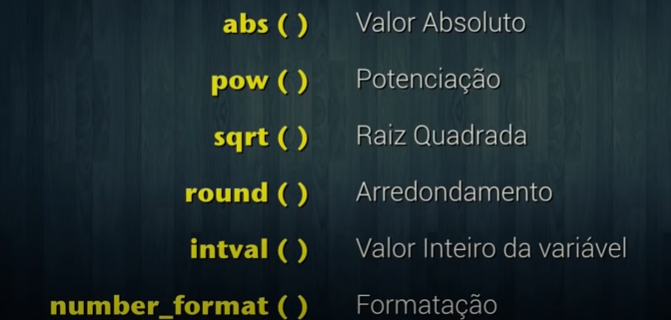 abs ( ) Valor Absoluto
pow ( ) Potenciação
sqrt ( ) Raiz Quadrada
round ( ) Arredondamento
intval ( ) Valor Inteiro da variável
number_format ( ) Formatação